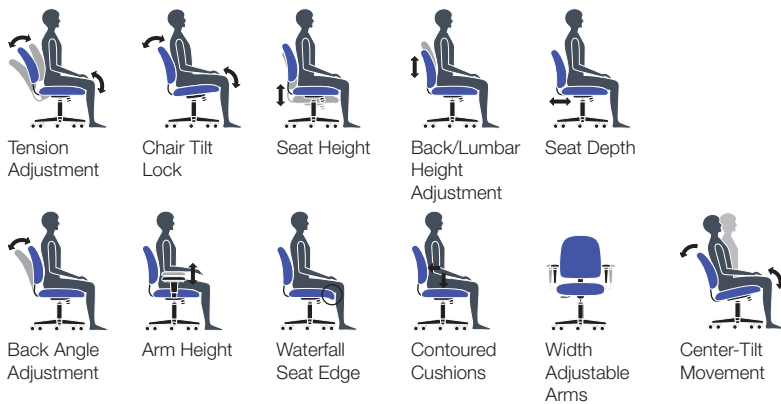 Tension
Adjustment
Chair Tilt
Lock
Seat Height
Back/Lumbar
Height
Adjustment
Seat Depth
Back Angle
Adjustment
Arm Height
Waterfall
Seat Edge
Contoured
Cushions
Width
Adjustable
Arms
Center-Tilt
Movement